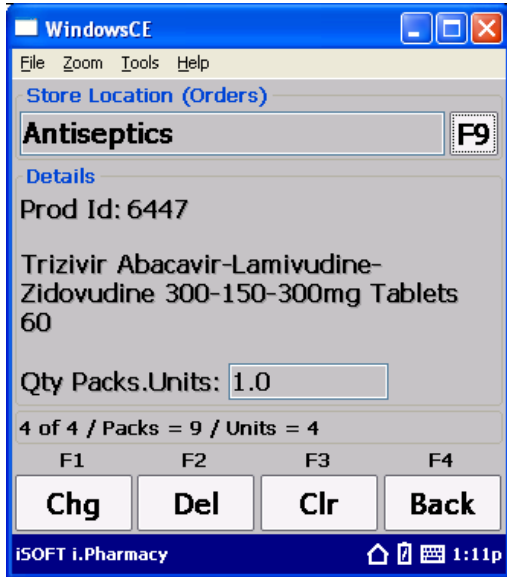 WindowsCE
File Zoom Tools Help
Store Location (Orders)
Antiseptics F9
Details
Prod Id: 6447
Trizivir Abacavir-Lamivudine-
Zidovudine 300-150-300mg Tablets
60
Qty Packs.Units: 1.0
4 of 4 / Packs = 9 / Units = 4
F1 F2 F3 F4
Chg Del Clr Back
iSOFT i.Pharmacy 1:11p